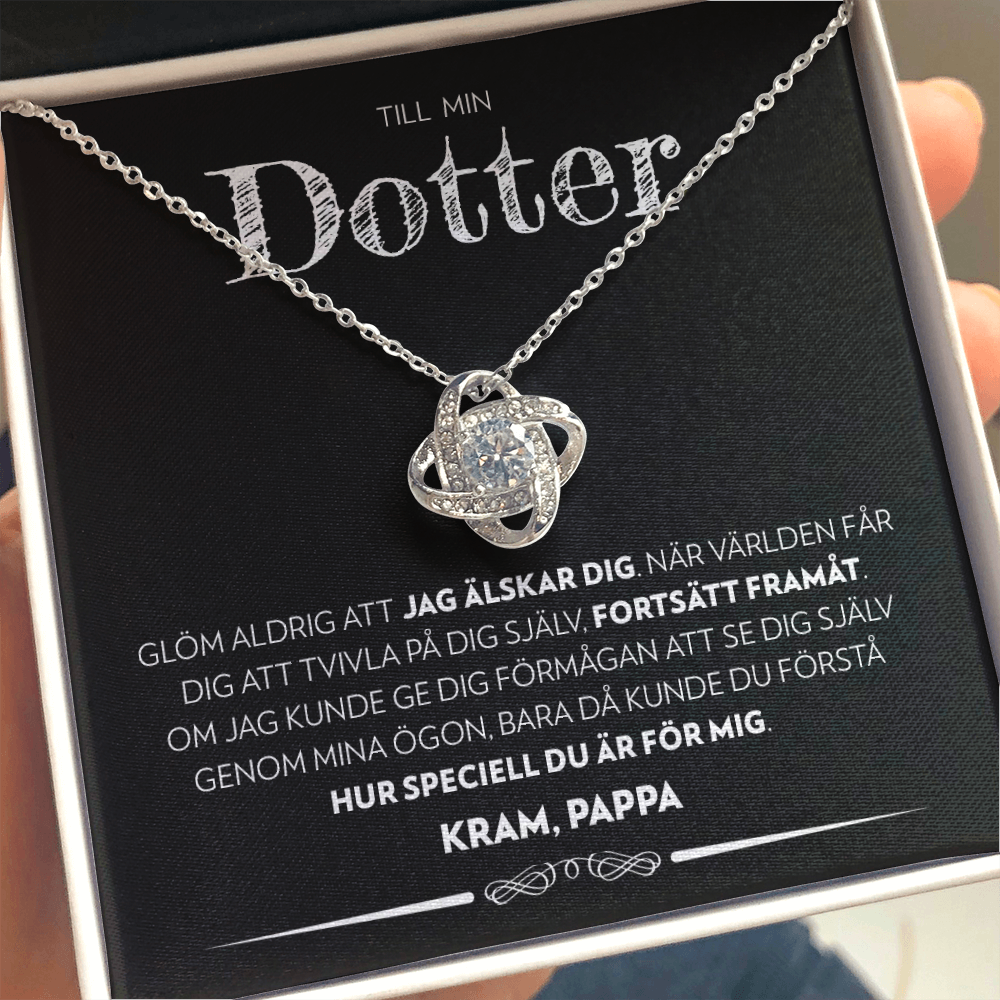 TILL MIN
Dotter
GLÖM ALDRIG ATT JAG ÄLSKAR DIG. NÄR VÄRLDEN FÅR
DIG ATT TVIVLA PÅ DIG SJÄLV, FORTSÄTT FRAMÅT.
OM JAG KUNDE GE DIG FÖRMÅGAN ATT SE DIG SJÄLV
GENOM MINA ÖGON, BARA DÅ KUNDE DU FÖRSTÅ
HUR SPECIELL DU ÄR FÖR MIG.
KRAM, PAPPA